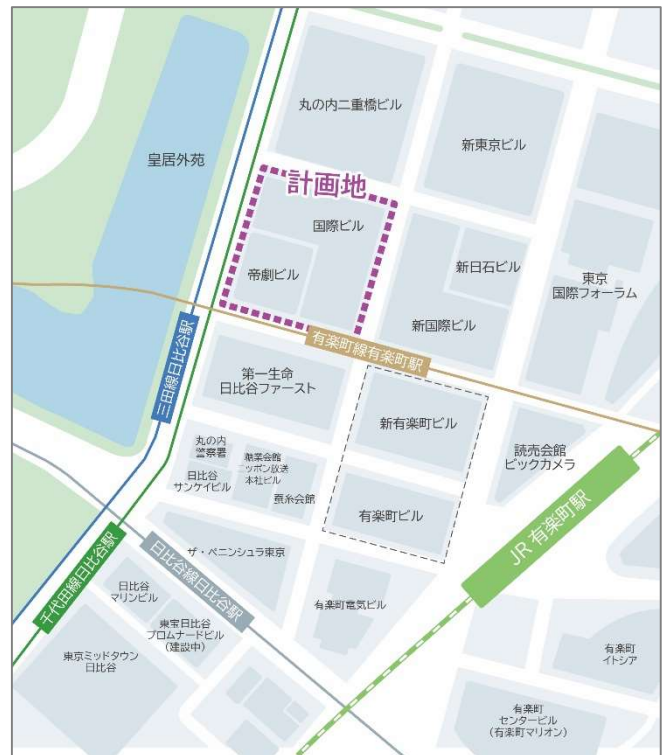 丸の内二重橋ビル
新東京ビル
皇居外苑
計画地
国際ビル
帝劇ビル
新日石ビル
新国際ビル
東京
国際フォーラム
三田線日比谷駅
有楽町線有楽町駅
第一生命
日比谷ファースト
新有楽町ビル
読売会館
ビックカメラ
丸の内
警察署
日比谷
サンケイビル
ニッポン放送
本社ビル
蚕糸会館
有楽町ビル
JR 有楽町駅
千代田線日比谷駅
日比谷線日比谷駅
ザ・ペニンシュラ東京
日比谷
マリンビル
東宝日比谷
プロムナードビル
(建設中)
有楽町電気ビル
東京ミッドタウン
日比谷
有楽町
イトシア
有楽町
センタービル
(有楽町マリオン)